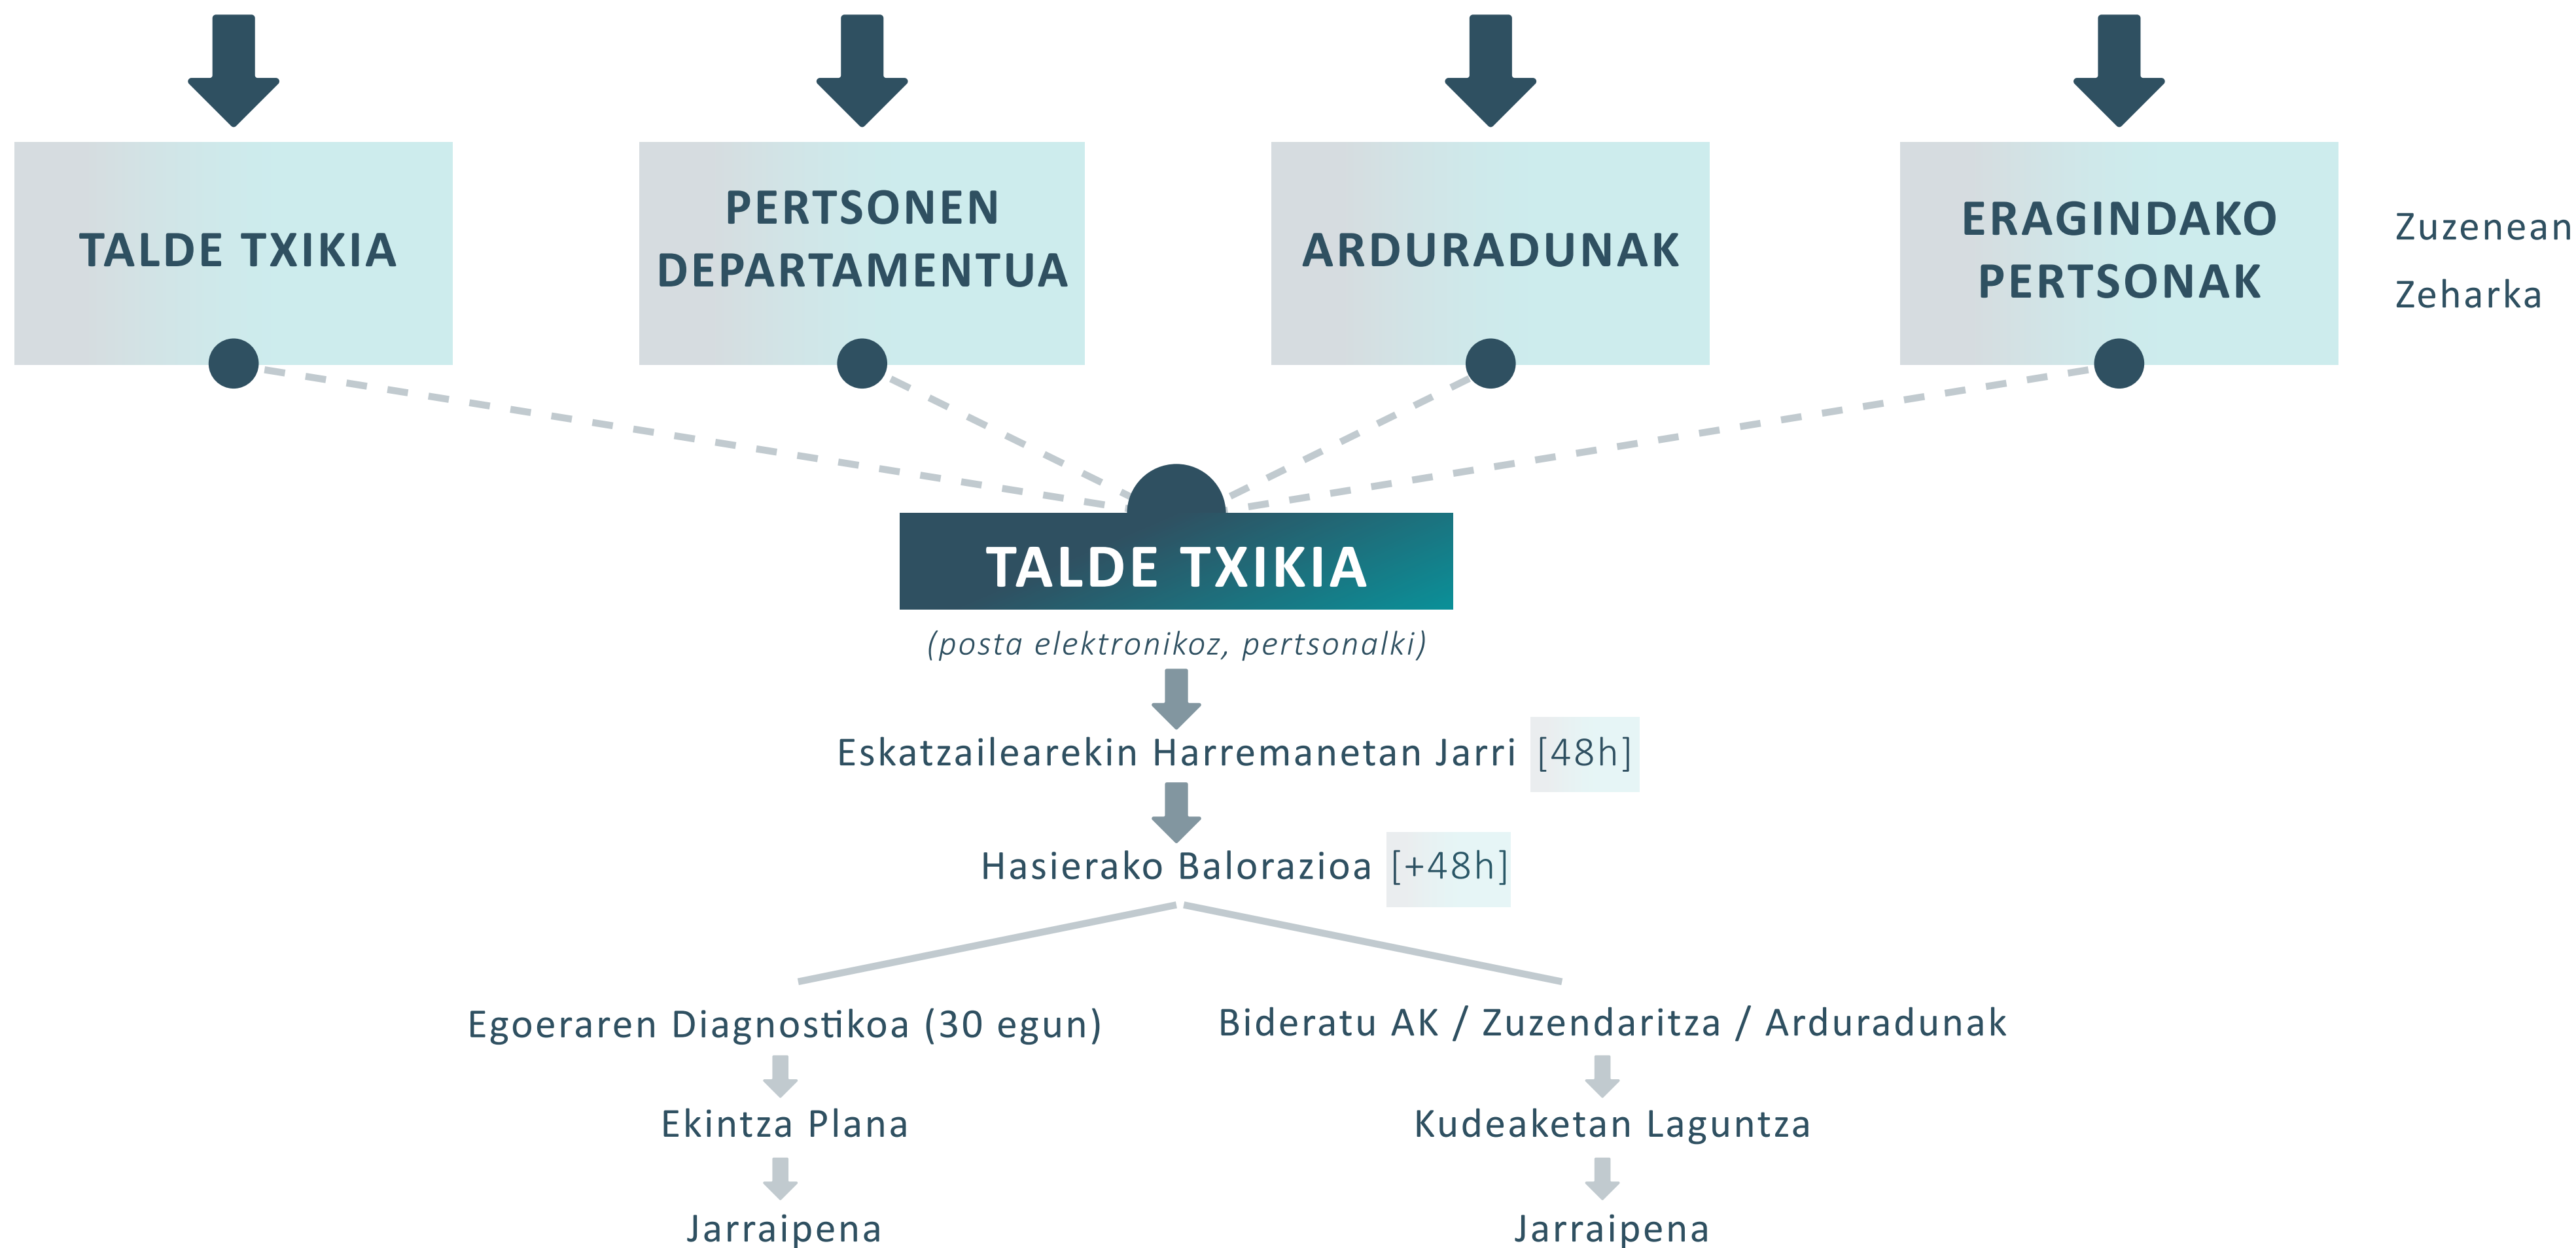 TALDE TXIKIA
PERTSONEN
DEPARTAMENTUA
ARDURADUNAK
ERAGINDAKO
PERTSONAK
Zuzenean
Zeharka
TALDE TXIKIA
(posta elektronikoz, pertsonalki)
Eskatzailearekin Harremanetan Jarri [48h]
Hasierako Balorazioa [+48h]
Egoeraren Diagnostikoa (30 egun)
Bideratu AK / Zuzendaritza / Arduradunak
Ekintza Plana
Kudeaketan Laguntza
Jarraipena
Jarraipena